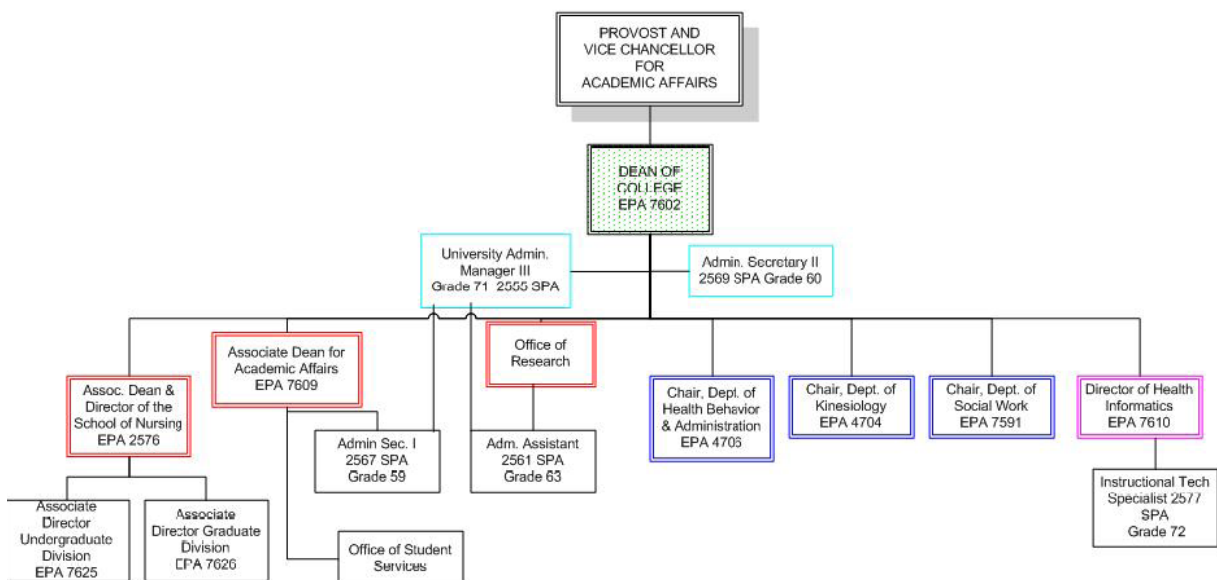 PROVOST AND
VICE CHANCELLOR
FOR
ACADEMIC AFFAIRS
DEAN OF
COLLEGE
EPA 7602
University Admin.
Manager III
Grade 71 2555 SPA
Admin. Secretary II
2569 SPA Grade 60
Assoc. Dean &
Director of the
School of Nursing
EPA 2576
Associate Dean for
Academic Affairs
EPA 7609
Office of
Research
Chair, Dept. of
Health Behavior
& Administration
EPA 4706
Chair, Dept. of
Kinesiology
EPA 4704
Chair, Dept. of
Social Work
EPA 7591
Director of Health
Informatics
EPA 7610
Admin Sec. I
2567 SPA
Grade 59
Adm. Assistant
2561 SPA
Grade 63
Instructional Tech
Specialist 2577
SPA
Grade 72
Associate
Director
Undergraduate
Division
EPA 7625
Associate
Director Graduate
Division
EPA 7626
Office of Student
Services